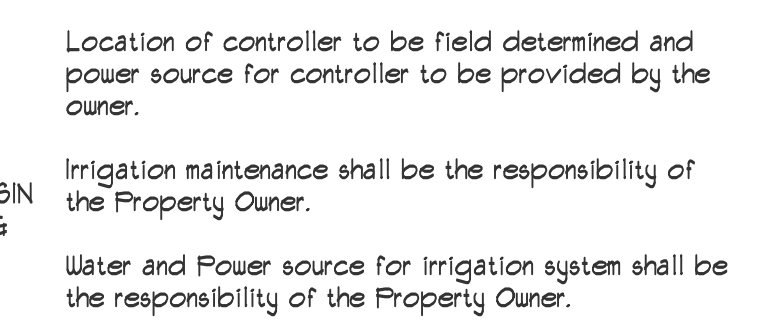 Location of controller to be field determined and
power source for controller to be provided by the
owner.
Irrigation maintenance shall be the responsibility of
the Property Owner.
Water and Power source for irrigation system shall be
the responsibility of the Property Owner.